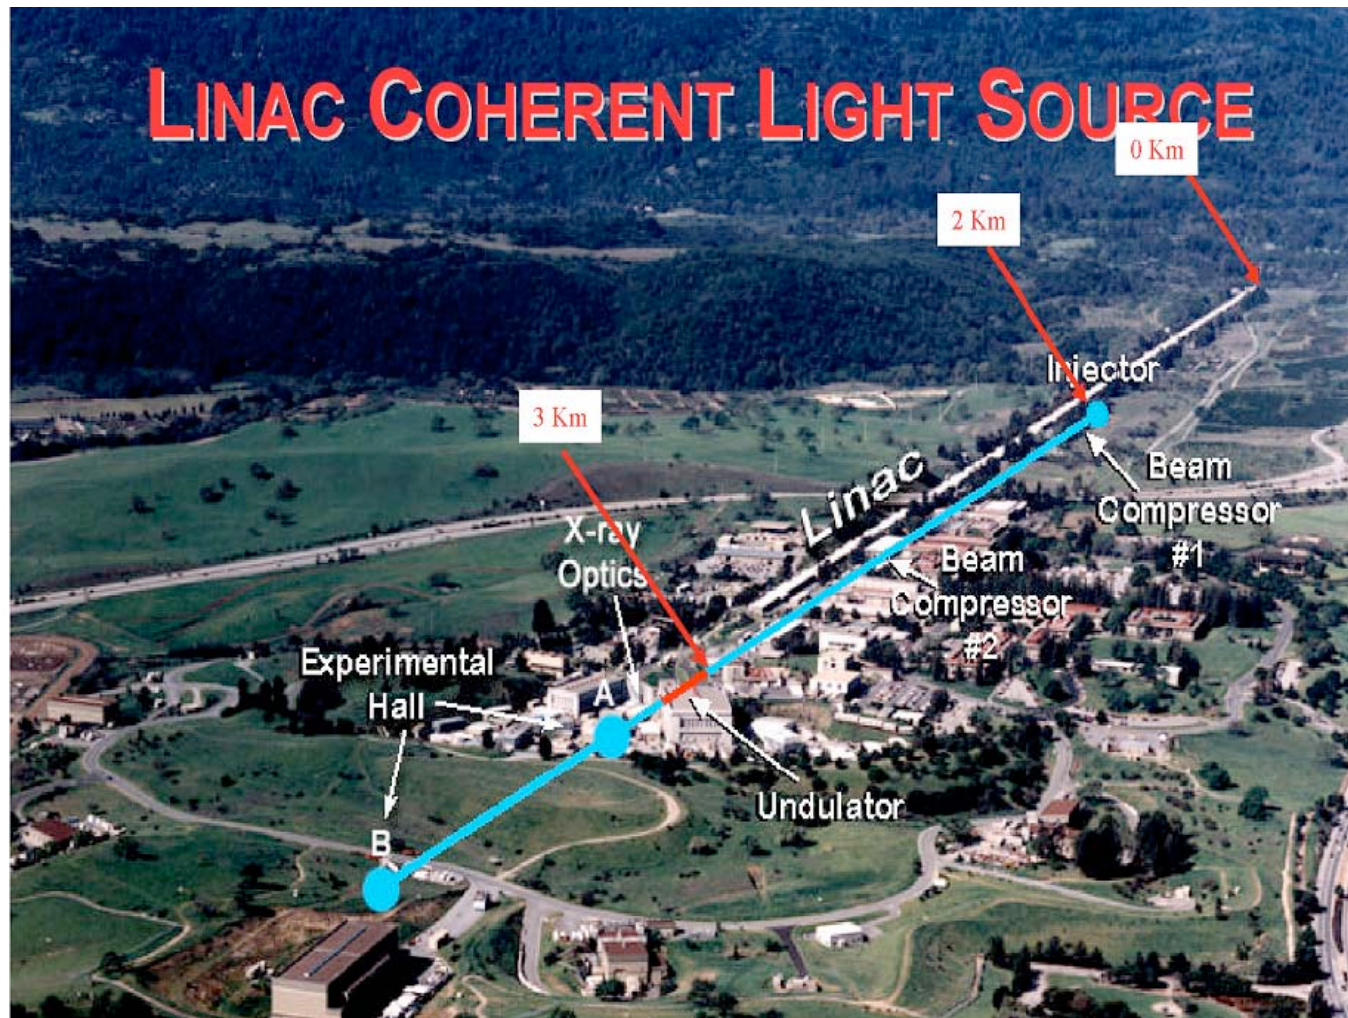 LINAC COHERENT LIGHT SOURCE
0 Km
2 Km
Injector
3 Km
Linac
Beam
Compressor
#1
X-ray
Optics
Beam
Compressor
#2
Experimental
Hall
A
Undulator
B